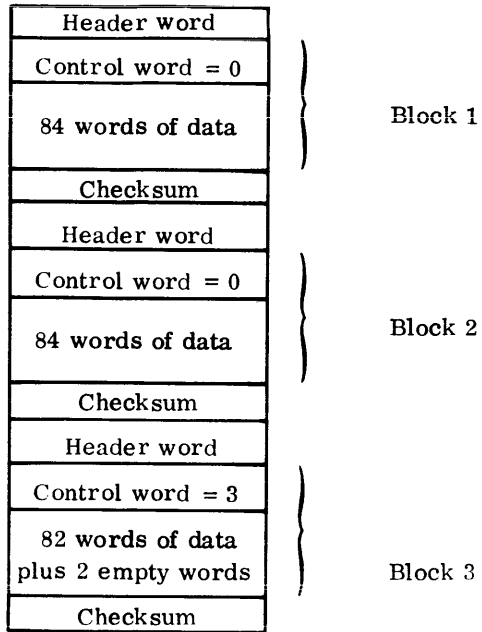 Header word
Control word = 0
84 words of data
Block 1
Checksum
Header word
Control word = 0
84 words of data
Block 2
Checksum
Header word
Control word = 3
82 words of data
plus 2 empty words
Block 3
Checksum